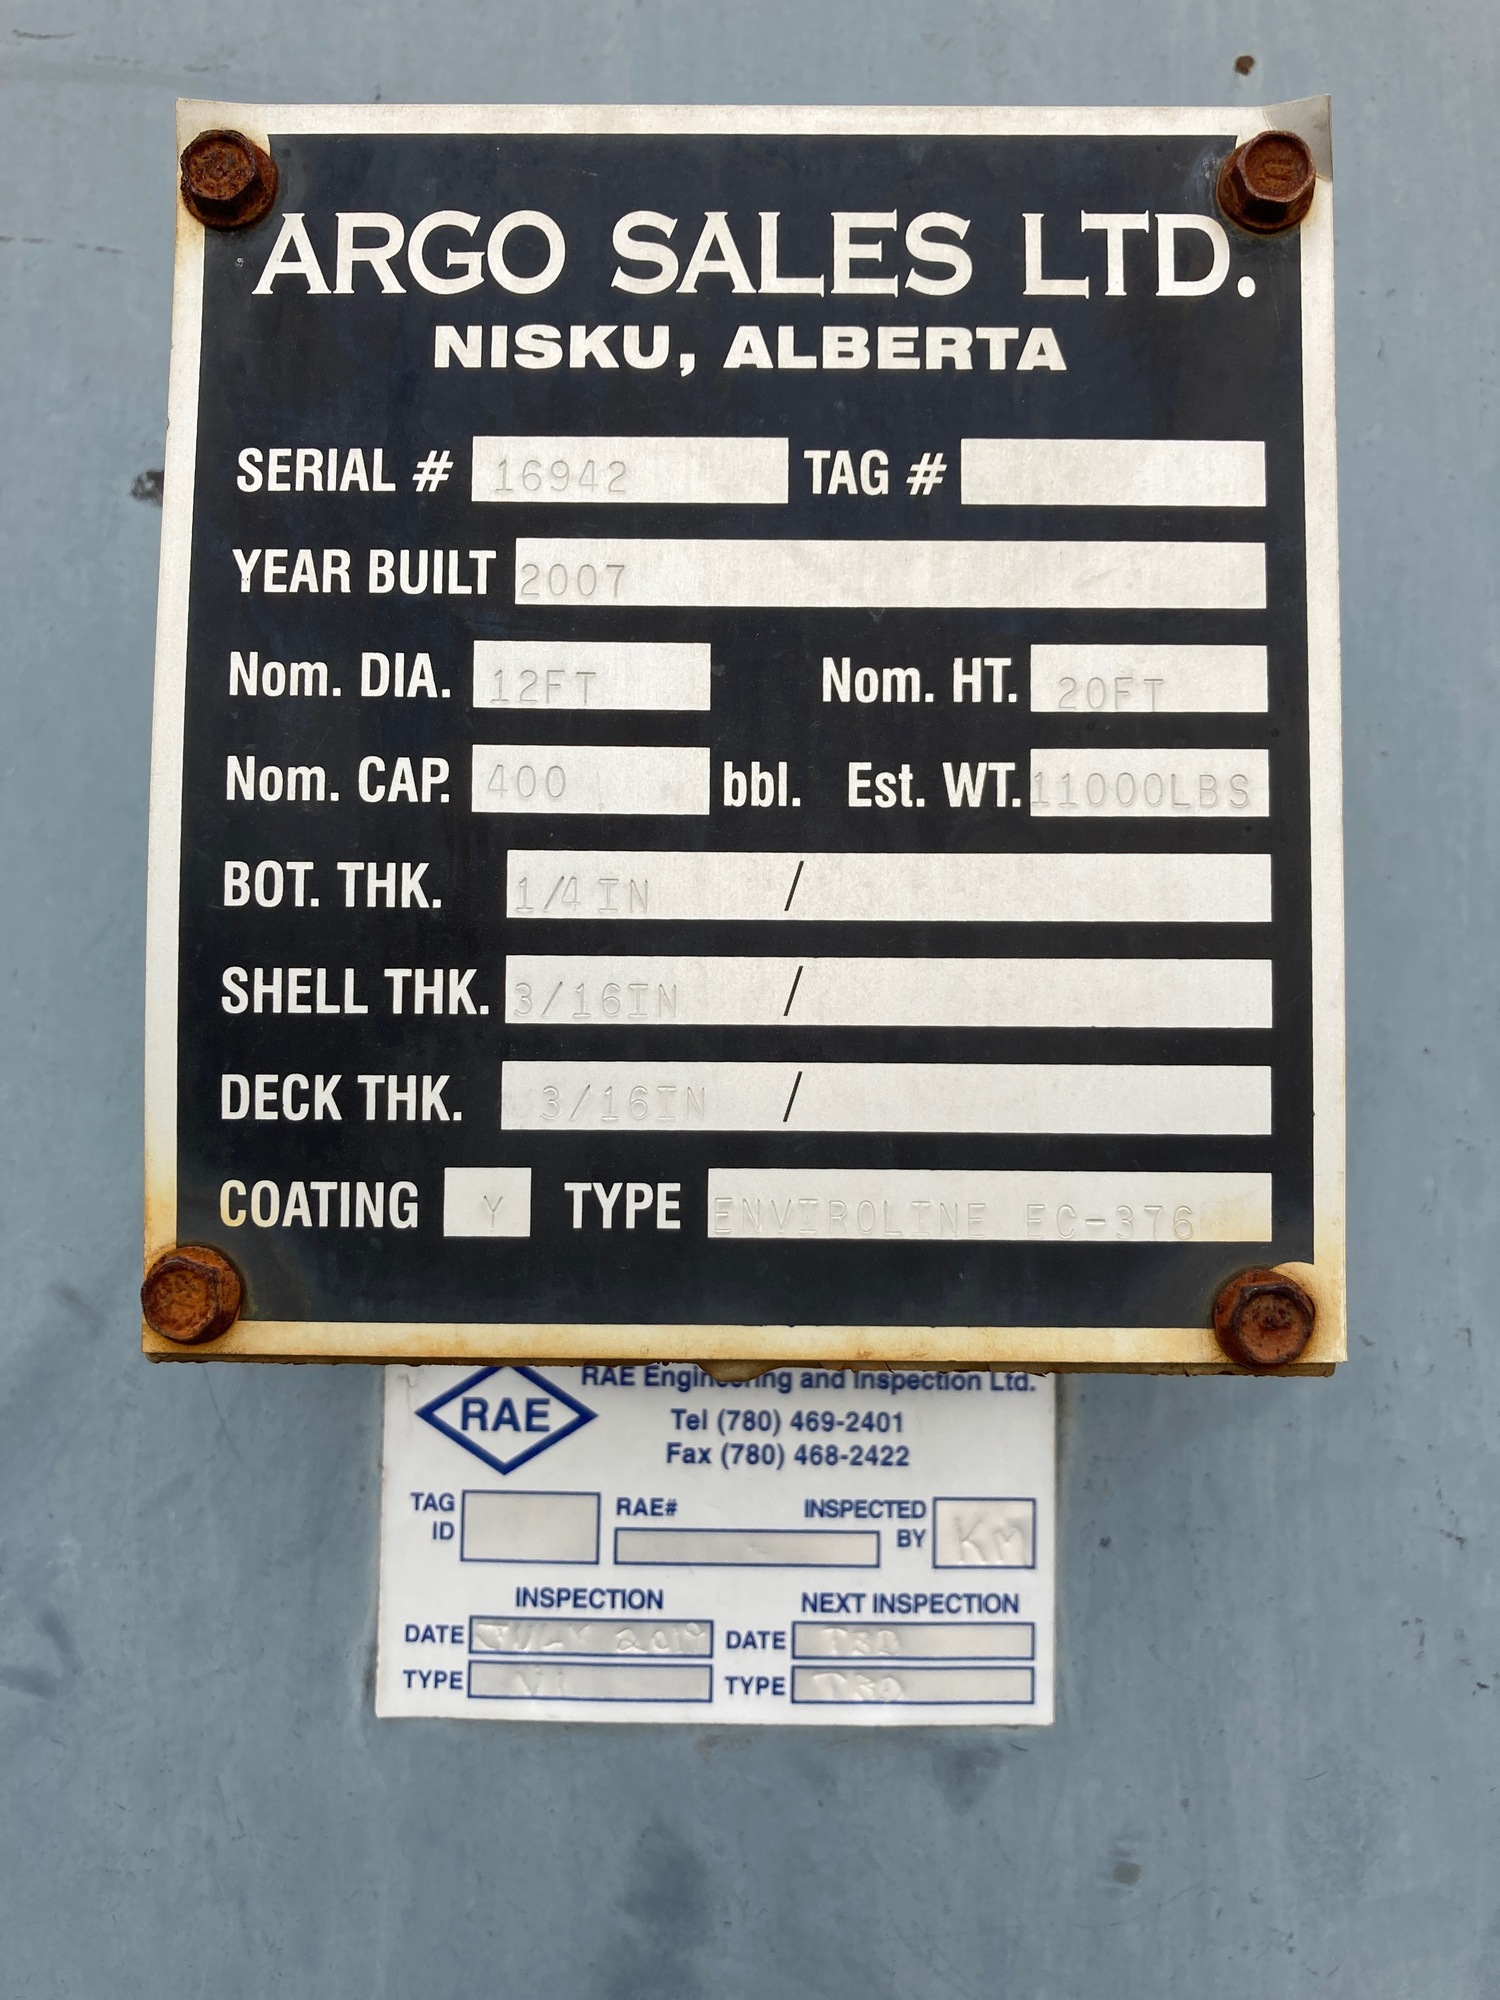 ARGO SALES LTD.
NISKU, ALBERTA
SERIAL # 16942 TAG #
YEAR BUILT 2007
Nom. DIA. 12FT Nom. HT. 20FT
Nom. CAP. 400 bbl. Est. WT. 11000LBS
BOT. THK. 1/4IN /
SHELL THK. 3/16IN /
DECK THK. 3/16IN /
COATING Y TYPE ENVIROLINE EC-376
RAE
RAE Engineering and Inspection Ltd.
Tel (780) 469-2401
Fax (780) 468-2422
TAG ID RAE# INSPECTED BY KM
INSPECTION NEXT INSPECTION
DATE JULY DATE TBD
TYPE VI TYPE TBD